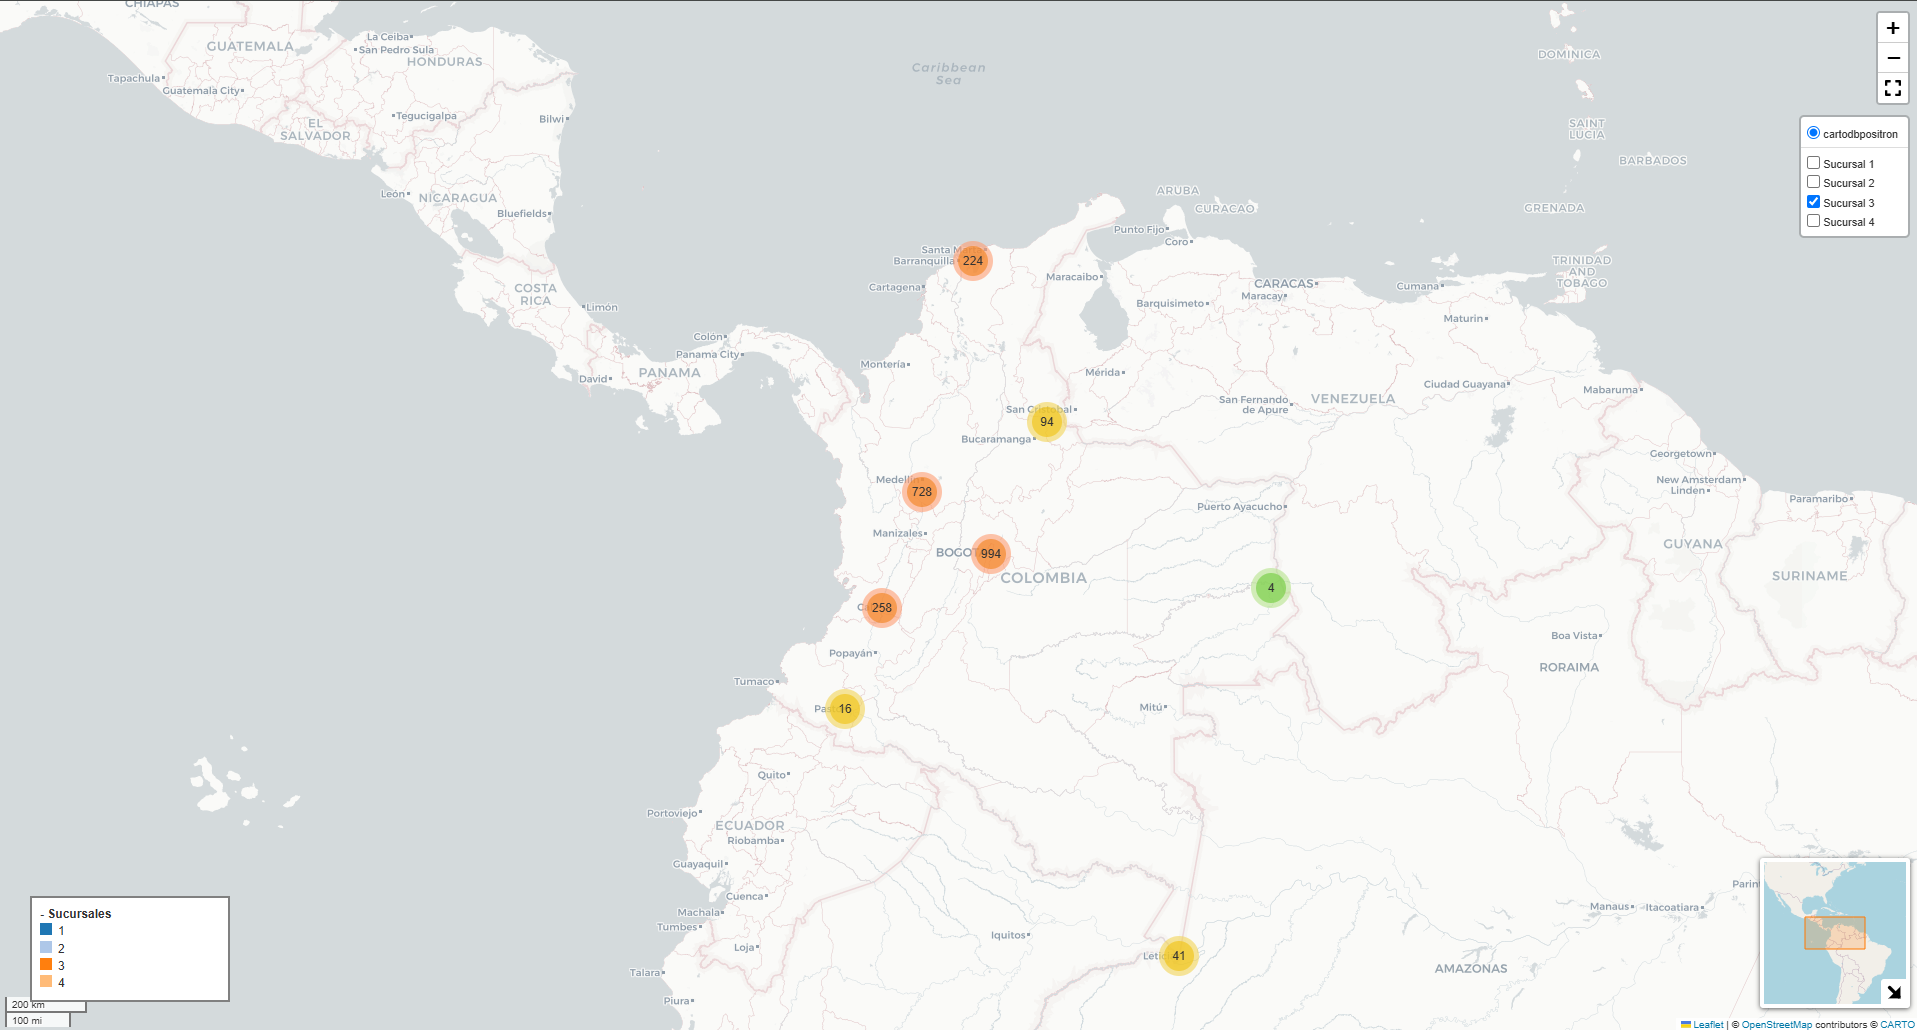 CHIAPAS
La Ceiba
GUATEMALA
San Pedro Sula
HONDURAS
Caribbean
Sea
DOMINICA
Tapachula
Guatemala City
Tegucigalpa
Bilwi
EL
SALVADOR
SAINT
LUCIA
BARBADOS
León
NICARAGUA
Bluefields
ARUBA
CURAÇAO
GRENADA
Punto Fijo
Coro
Santa Marta
Barranquilla
224
Maracaibo
TRINIDAD
AND
TOBAGO
COSTA
RICA
Limón
Cartagena
CARACAS
Maracay
Cumana
Barquisimeto
Maturin
Colón
Panama City
PANAMA
David
Montería
Mérida
Ciudad Guayana
Mabaruma
San Fernando
de Apure
VENEZUELA
San Cristobal
94
Bucaramanga
Georgetown
Medellín
728
New Amsterdam
Linden
Paramaribo
Puerto Ayacucho
Manizales
BOGOT
994
COLOMBIA
GUYANA
SURINAME
4
258
Boa Vista
Popayán
RORAIMA
Tumaco
Mitú
Past
16
Quito
Portoviejo
ECUADOR
Riobamba
Guayaquil
Cuenca
Machala
Tumbes
Loja
Iquitos
Leti
41
Manaus
Itacoatiara
Parin
AMAZONAS
Talara
Piura
+
−
cartodbpositron
Sucursal 1
Sucursal 2
Sucursal 3
Sucursal 4
- Sucursales
1
2
3
4
200 km
100 mi
Leaflet | © OpenStreetMap contributors © CARTO